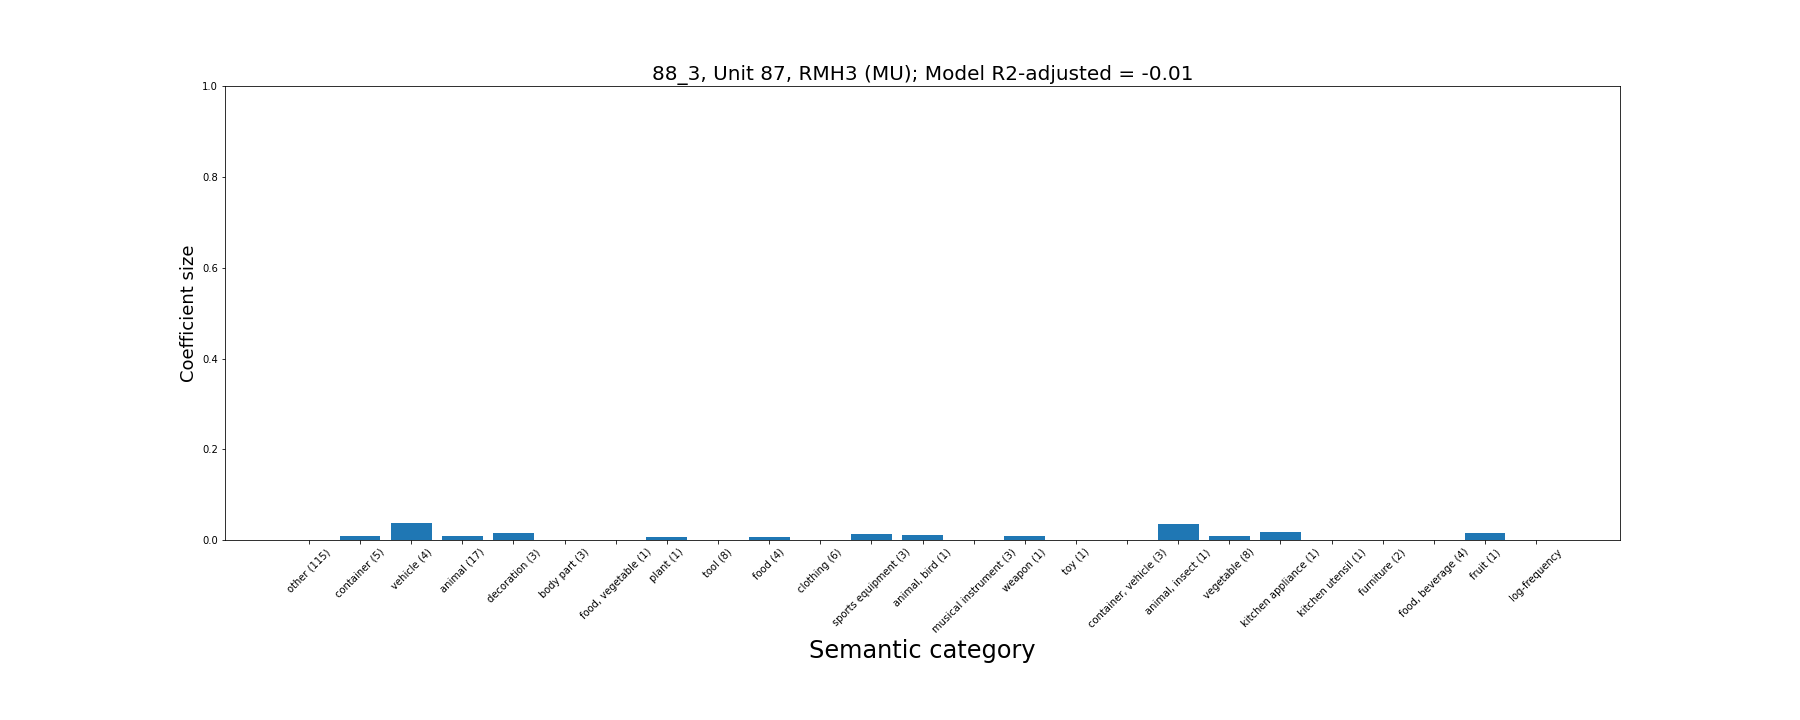 88_3, Unit 87, RMH3 (MU); Model R2-adjusted = -0.01
1.0
0.8
0.6
0.4
0.2
0.0
Coefficient size
other (115)
container (5)
vehicle (4)
animal (17)
decoration (3)
body part (3)
food, vegetable (1)
plant (1)
tool (8)
food (4)
clothing (6)
sports equipment (3)
animal, bird (1)
musical instrument (3)
weapon (1)
toy (1)
container, vehicle (3)
animal, insect (1)
vegetable (8)
kitchen appliance (1)
kitchen utensil (1)
furniture (2)
food, beverage (4)
fruit (1)
log-frequency
Semantic category